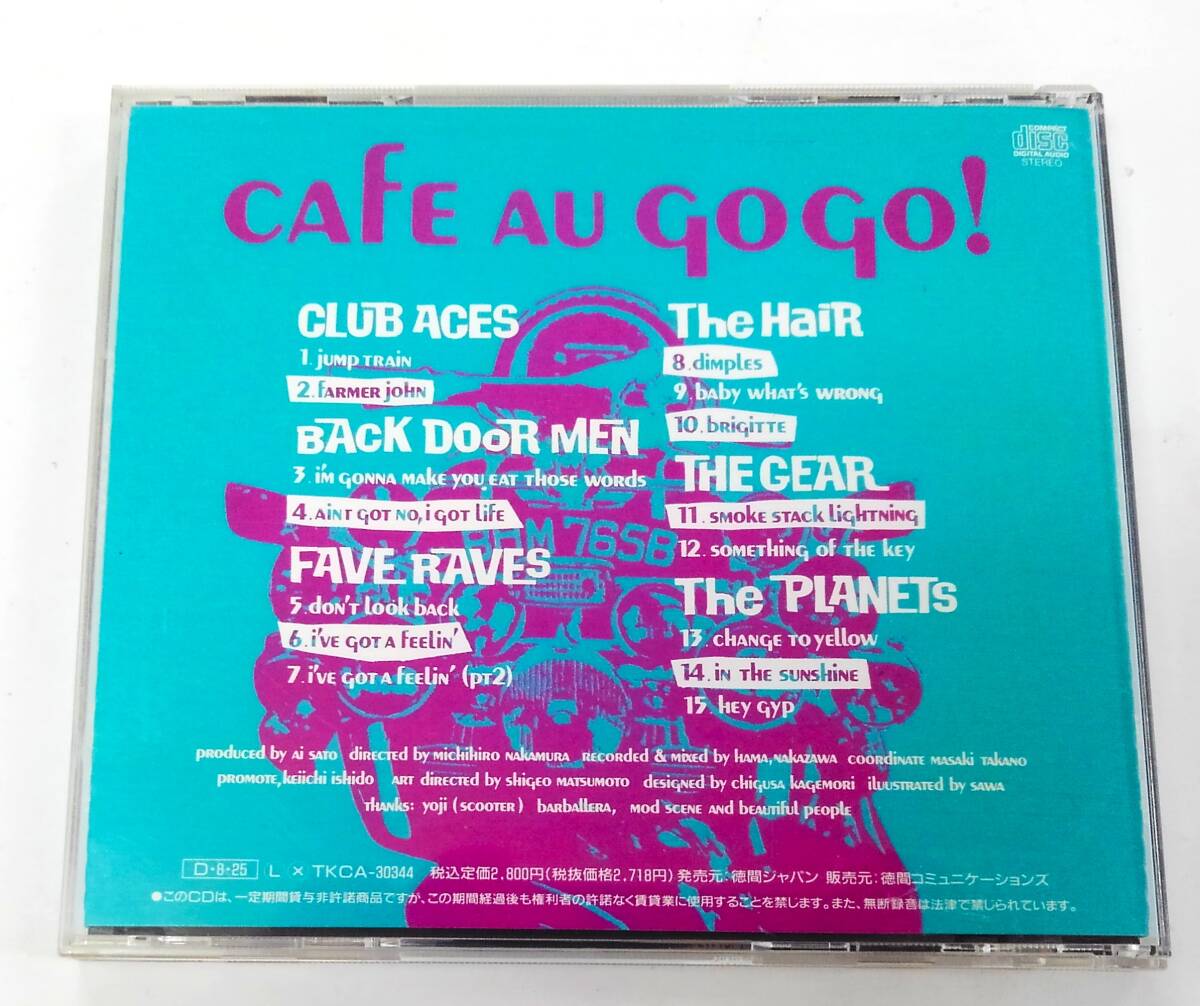 COMPACT
disc
DIGITAL AUDIO
STEREO
CAFE AU GO GO!
CLUB ACES
1. JUMP TRAIN
2. FARMER JOHN
BACK DOOR MEN
3. I'M GONNA MAKE YOU EAT THOSE WORDS
4. AINT GOT NO, I GOT LIFE
FAVE RAVES
5. DON'T LOOK BACK
6. I'VE GOT A FEELIN'
7. I'VE GOT A FEELIN' (PT2)
The HAIR
8. DIMPLES
9. BABY WHAT'S WRONG
10. BRIGITTE
THE GEAR
11. SMOKE STACK LIGHTNING
12. SOMETHING OF THE KEY
The PLANETS
13. CHANGE TO YELLOW
14. IN THE SUNSHINE
15. HEY GYP
PRODUCED BY AI SATO DIRECTED BY MICHIHIRO NAKAMURA RECORDED & MIXED BY HAMA, NAKAZAWA COORDINATE MASAKI TAKANO
PROMOTE, KEIICHI ISHIDO ART DIRECTED BY SHIGEO MATSUMOTO DESIGNED BY CHIGUSA KAGEMORI ILLUSTRATED BY SAWA
THANKS: YOJI (SCOOTER) BARBALLERA, MOD SCENE AND BEAUTIFUL PEOPLE
D・8・25 L × TKCA-30344 税込定価2,800円(税抜価格2,718円) 発売元:徳間ジャパン 販売元:徳間コミュニケーションズ
●このCDは、一定期間貸与非許諾商品ですが、この期間経過後も権利者の許諾なく賃貸業に使用することを禁じます。また、無断録音は法律で禁じられています。